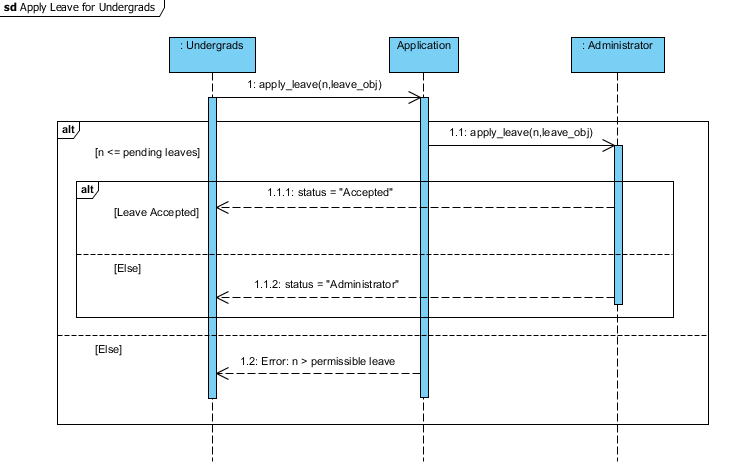 sd Apply Leave for Undergrads
: Undergrads
Application
: Administrator
1: apply_leave(n,leave_obj)
alt
1.1: apply_leave(n,leave_obj)
[n <= pending leaves]
alt
1.1.1: status = "Accepted"
[Leave Accepted]
[Else]
1.1.2: status = "Administrator"
[Else]
1.2: Error: n > permissible leave